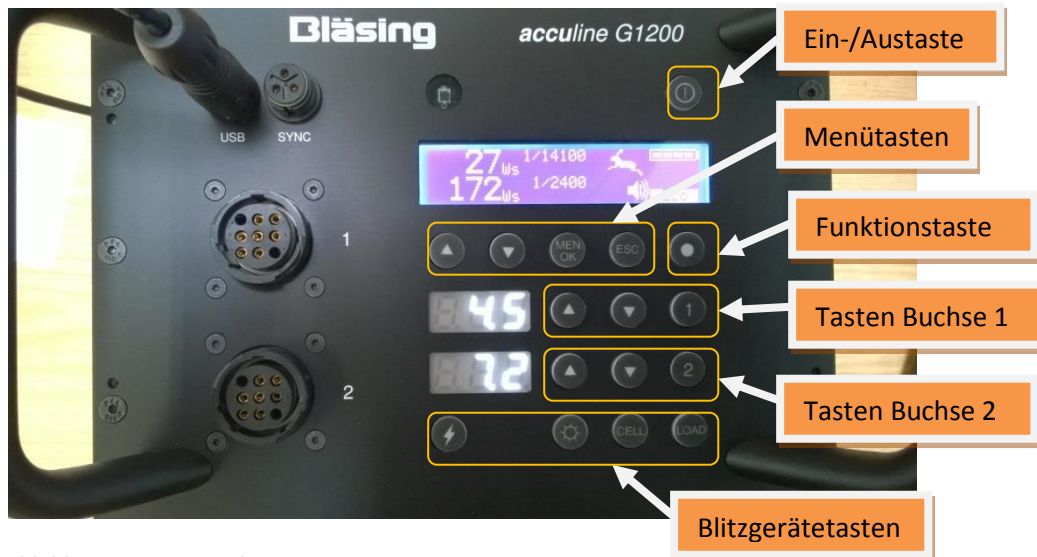 Bläsing
acculine G1200
Ein-/Austaste
USB
SYNC
Menütasten
27Ws 1/14100
172Ws 1/2400
Funktionstaste
1
MEN
OK
ESC
4.5
1
Tasten Buchse 1
7.2
2
2
Tasten Buchse 2
CELL
LOAD
Blitzgerätetasten